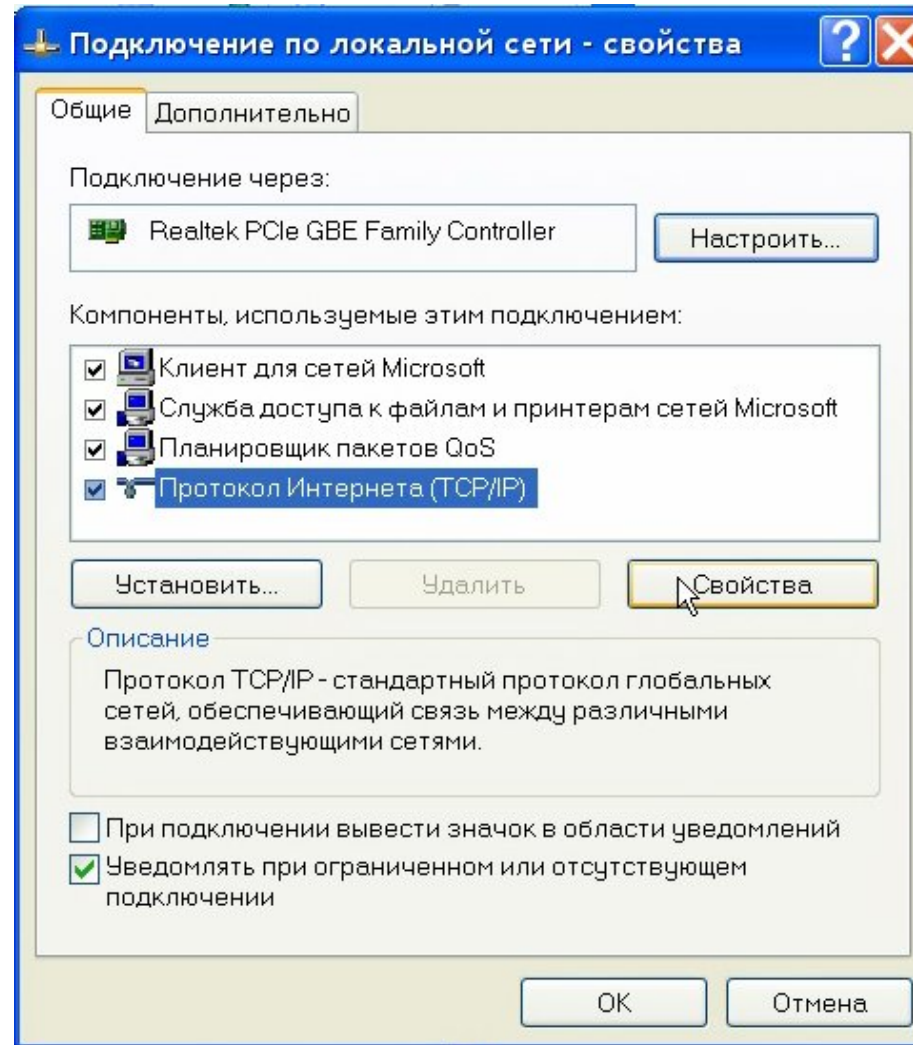 Подключение по локальной сети - свойства
Общие
Дополнительно
Подключение через:
Realtek PCIe GBE Family Controller
Настроить...
Компоненты, используемые этим подключением:
Клиент для сетей Microsoft
Служба доступа к файлам и принтерам сетей Microsoft
Планировщик пакетов QoS
Протокол Интернета (TCP/IP)
Установить...
Удалить
Свойства
Описание
Протокол TCP/IP - стандартный протокол глобальных
сетей, обеспечивающий связь между различными
взаимодействующими сетями.
При подключении вывести значок в области уведомлений
Уведомлять при ограниченном или отсутствующем
подключении
OK
Отмена